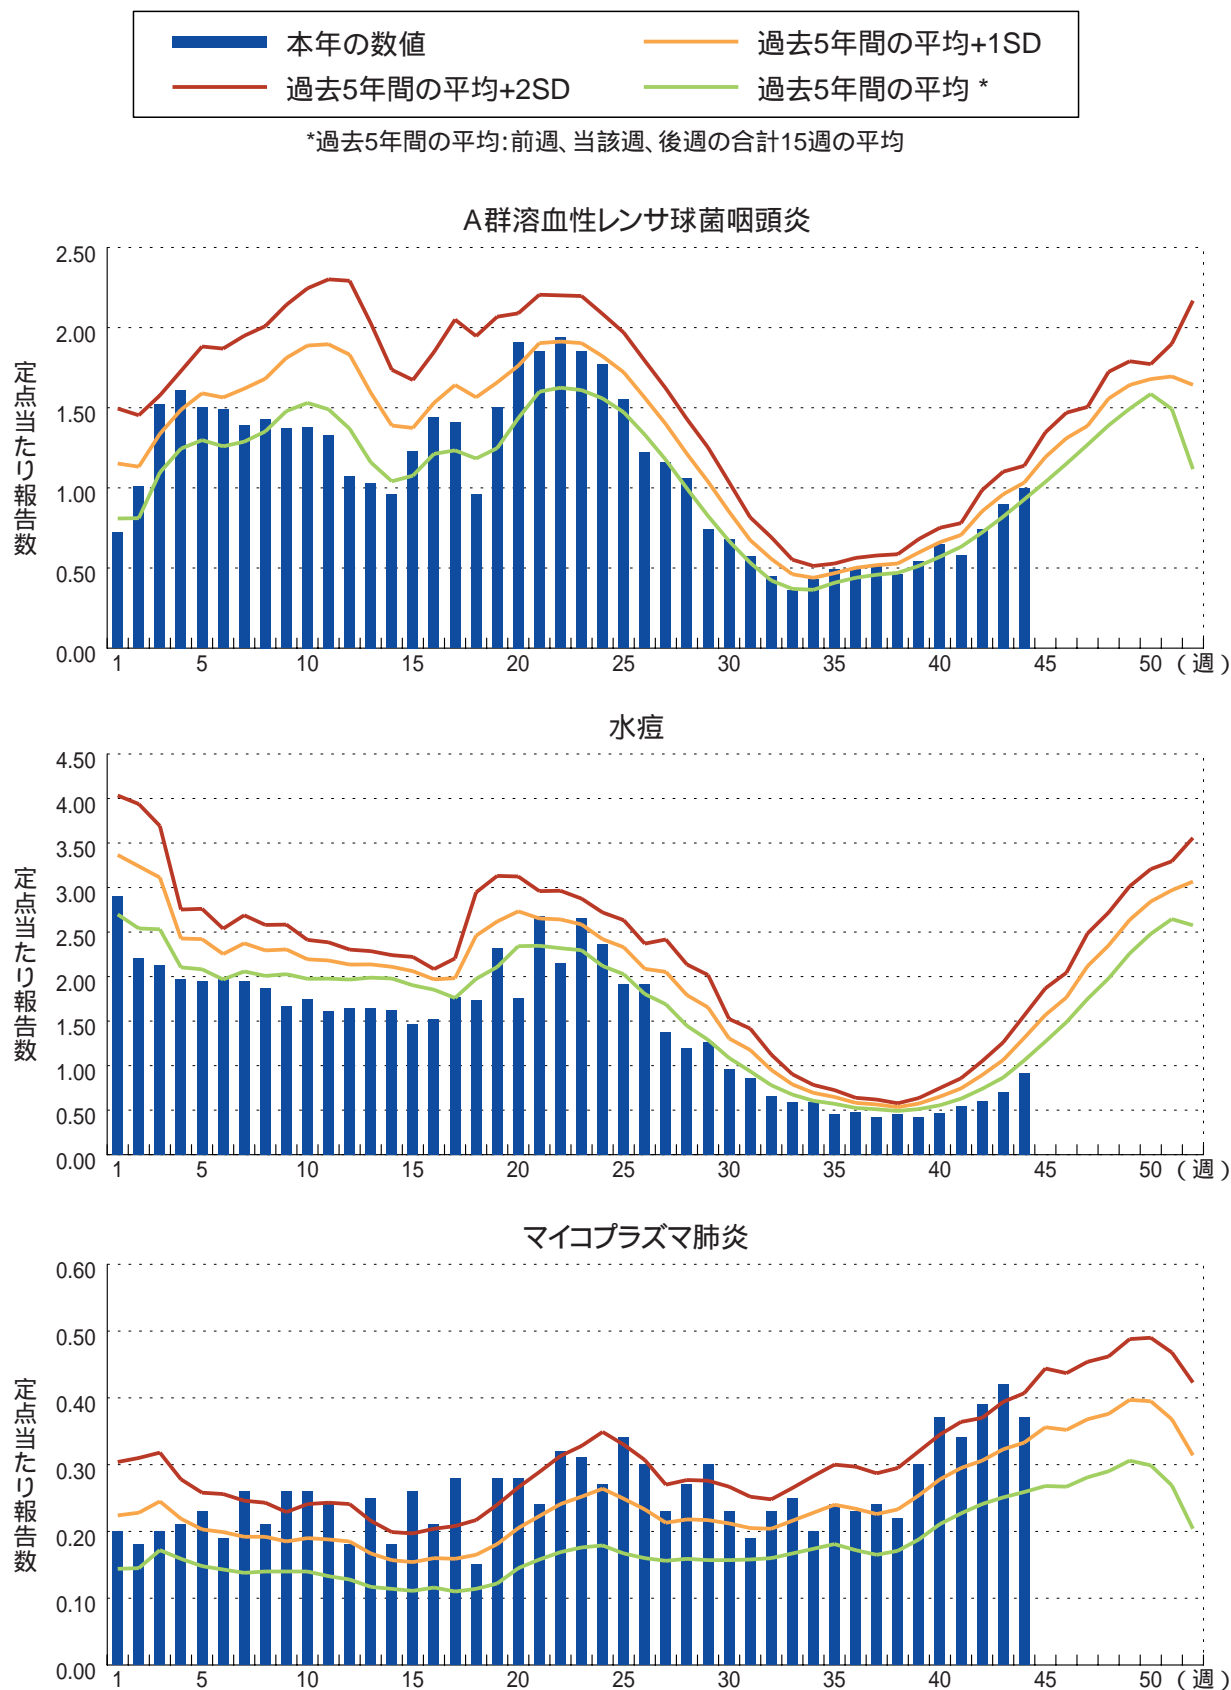 本年の数値 過去5年間の平均+1SD
過去5年間の平均+2SD 過去5年間の平均 *
*過去5年間の平均:前週、当該週、後週の合計15週の平均
A群溶血性レンサ球菌咽頭炎
定点当たり報告数
2.50
2.00
1.50
1.00
0.50
0.00
1 5 10 15 20 25 30 35 40 45 50 (週)
水痘
定点当たり報告数
4.50
4.00
3.50
3.00
2.50
2.00
1.50
1.00
0.50
0.00
1 5 10 15 20 25 30 35 40 45 50 (週)
マイコプラズマ肺炎
定点当たり報告数
0.60
0.50
0.40
0.30
0.20
0.10
0.00
1 5 10 15 20 25 30 35 40 45 50 (週)